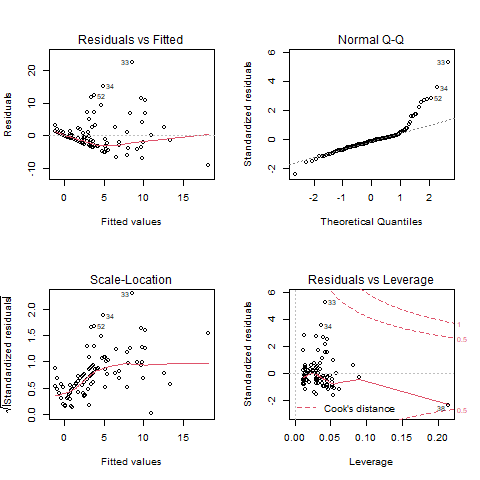 Residuals vs Fitted
Residuals
-10 0 10 20
33
34
52
0 5 10 15
Fitted values
Normal Q-Q
Standardized residuals
-2 0 2 4 6
33
34
52
-2 -1 0 1 2
Theoretical Quantiles
Scale-Location
√|Standardized residuals|
0.0 0.5 1.0 1.5 2.0
33
34
52
0 5 10 15
Fitted values
Residuals vs Leverage
Standardized residuals
-2 0 2 4 6
33
34
1
0.5
0.5
Cook's distance
0.00 0.05 0.10 0.15 0.20
Leverage